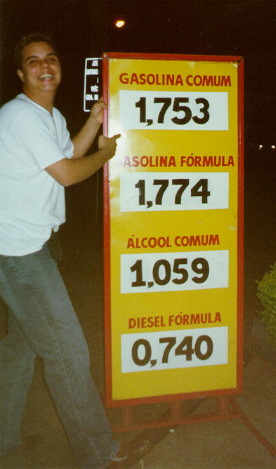 GASOLINA COMUM
1,753
GASOLINA FÓRMULA
1,774
ÁLCOOL COMUM
1,059
DIESEL FÓRMULA
0,740